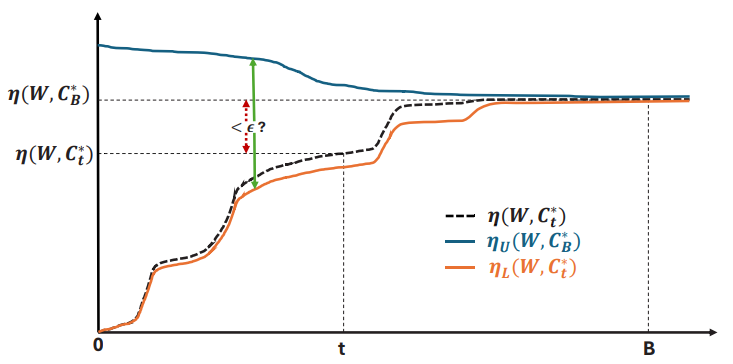 η(W, C*_B)
< ϵ ?
η(W, C*_t)
η(W, C*_t)
η_U(W, C*_B)
η_L(W, C*_t)
0
t
B